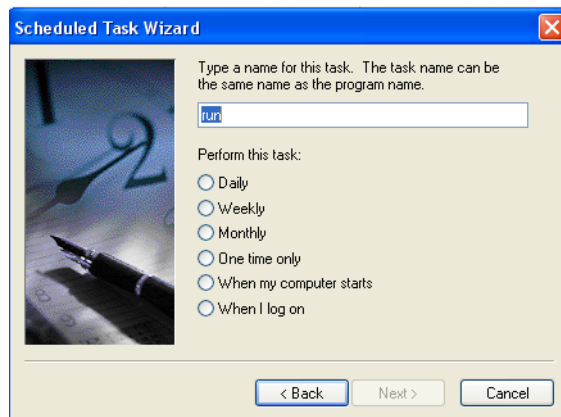 Scheduled Task Wizard
Type a name for this task. The task name can be
the same name as the program name.
run
Perform this task:
Daily
Weekly
Monthly
One time only
When my computer starts
When I log on
< Back
Next >
Cancel